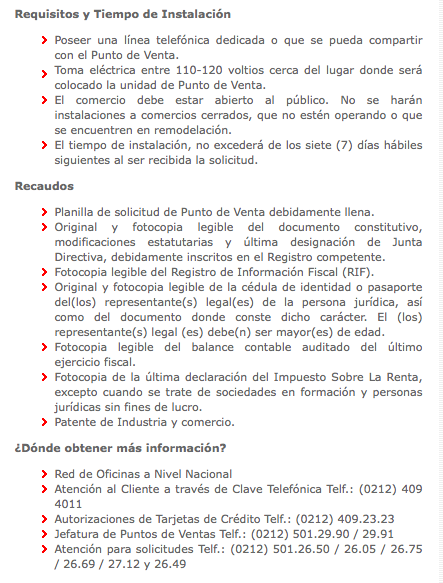 Requisitos y Tiempo de Instalación
Poseer una línea telefónica dedicada o que se pueda compartir
con el Punto de Venta.
Toma eléctrica entre 110-120 voltios cerca del lugar donde será
colocado la unidad de Punto de Venta.
El comercio debe estar abierto al público. No se harán
instalaciones a comercios cerrados, que no estén operando o que
se encuentren en remodelación.
El tiempo de instalación, no excederá de los siete (7) días hábiles
siguientes al ser recibida la solicitud.
Recaudos
Planilla de solicitud de Punto de Venta debidamente llena.
Original y fotocopia legible del documento constitutivo,
modificaciones estatutarias y última designación de Junta
Directiva, debidamente inscritos en el Registro competente.
Fotocopia legible del Registro de Información Fiscal (RIF).
Original y fotocopia legible de la cédula de identidad o pasaporte
del(los) representante(s) legal(es) de la persona jurídica, así
como del documento donde conste dicho carácter. El (los)
representante(s) legal (es) debe(n) ser mayor(es) de edad.
Fotocopia legible del balance contable auditado del último
ejercicio fiscal.
Fotocopia de la última declaración del Impuesto Sobre La Renta,
excepto cuando se trate de sociedades en formación y personas
jurídicas sin fines de lucro.
Patente de Industria y comercio.
¿Dónde obtener más información?
Red de Oficinas a Nivel Nacional
Atención al Cliente a través de Clave Telefónica Telf.: (0212) 409
4011
Autorizaciones de Tarjetas de Crédito Telf.: (0212) 409.23.23
Jefatura de Puntos de Ventas Telf.: (0212) 501.29.90 / 29.91
Atención para solicitudes Telf.: (0212) 501.26.50 / 26.05 / 26.75
/ 26.69 / 27.12 y 26.49